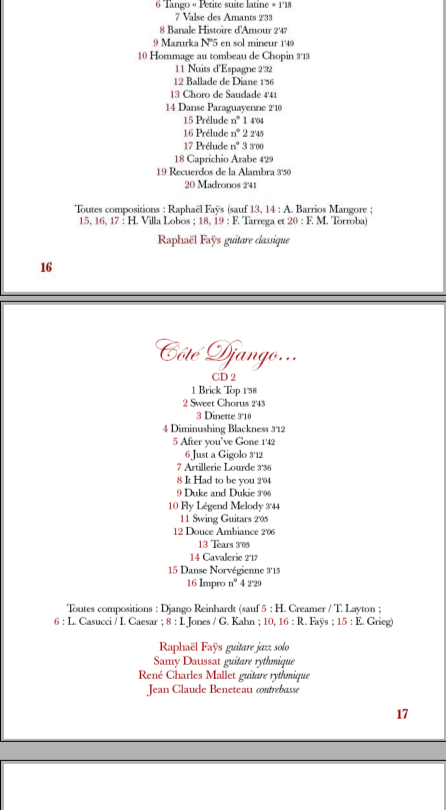 6 Tango « Petite suite latine » 1'18
7 Valse des Amants 2'33
8 Banale Histoire d'Amour 2'47
9 Mazurka N°5 en sol mineur 1'49
10 Hommage au tombeau de Chopin 3'13
11 Nuits d'Espagne 2'32
12 Ballade de Diane 1'56
13 Choro de Saudade 4'41
14 Danse Paraguayenne 2'10
15 Prélude n° 1 4'04
16 Prélude n° 2 2'45
17 Prélude n° 3 3'00
18 Caprichio Arabe 4'29
19 Recuerdos de la Alambra 3'50
20 Madronos 2'41
Toutes compositions : Raphaël Faÿs (sauf 13, 14 : A. Barrios Mangore ;
15, 16, 17 : H. Villa Lobos ; 18, 19 : F. Tarrega et 20 : F. M. Torroba)
Raphaël Faÿs guitare classique
16
Côté Django...
CD 2
1 Brick Top 1'58
2 Sweet Chorus 2'43
3 Dinette 3'10
4 Diminushing Blackness 3'12
5 After you've Gone 1'42
6 Just a Gigolo 3'12
7 Artillerie Lourde 3'36
8 It Had to be you 2'04
9 Duke and Dukie 3'06
10 Fly Légend Melody 3'44
11 Swing Guitars 2'05
12 Douce Ambiance 2'06
13 Tears 3'05
14 Cavalerie 2'17
15 Danse Norvégienne 3'15
16 Impro n° 4 2'29
Toutes compositions : Django Reinhardt (sauf 5 : H. Creamer / T. Layton ;
6 : L. Casucci / I. Caesar ; 8 : I. Jones / G. Kahn ; 10, 16 : R. Faÿs ; 15 : E. Grieg)
Raphaël Faÿs guitare jazz solo
Samy Daussat guitare rythmique
René Charles Mallet guitare rythmique
Jean Claude Beneteau contrebasse
17